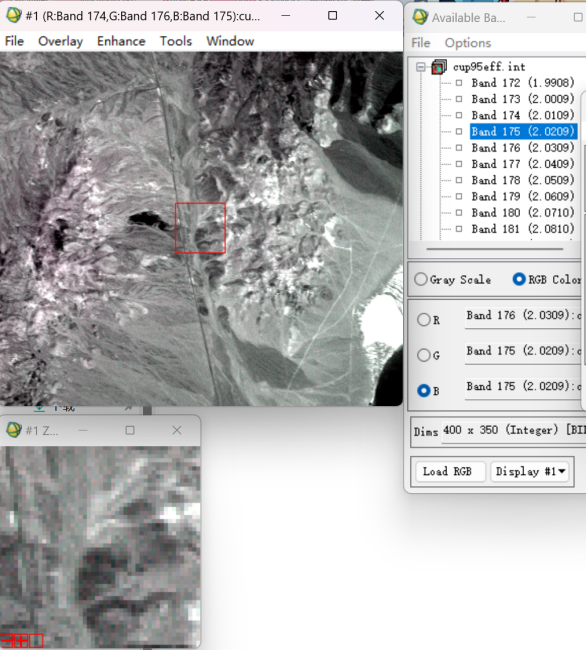 #1 (R:Band 174,G:Band 176,B:Band 175):cu...
File Overlay Enhance Tools Window
Available Ba...
File Options
cup95eff.int
Band 172 (1.9908)
Band 173 (2.0009)
Band 174 (2.0109)
Band 175 (2.0209)
Band 176 (2.0309)
Band 177 (2.0409)
Band 178 (2.0509)
Band 179 (2.0609)
Band 180 (2.0710)
Band 181 (2.0810)
Gray Scale RGB Color
R Band 176 (2.0309):c
G Band 175 (2.0209):c
B Band 175 (2.0209):c
Dims 400 x 350 (Integer) [BI
Load RGB Display #1
下载
#1 Z...